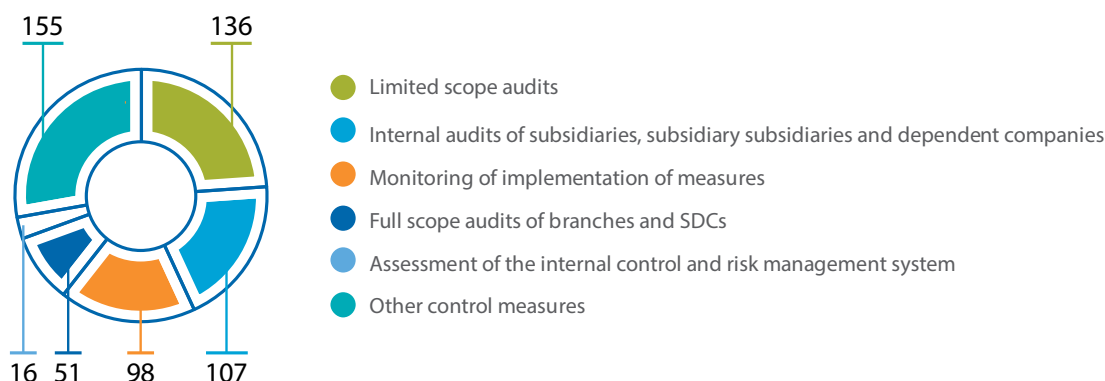 155
136
Limited scope audits
Internal audits of subsidiaries, subsidiary subsidiaries and dependent companies
Monitoring of implementation of measures
Full scope audits of branches and SDCs
Assessment of the internal control and risk management system
Other control measures
16
51
98
107